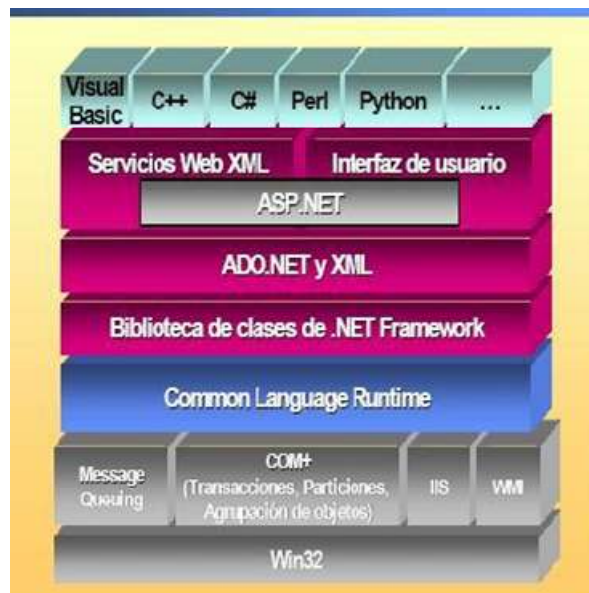 Visual
Basic
C++
C#
Perl
Python
...
Servicios Web XML
Interfaz de usuario
ASP.NET
ADO.NET y XML
Biblioteca de clases de .NET Framework
Common Language Runtime
Message
Queuing
COM+
(Transacciones, Particiones,
Agrupación de objetos)
IIS
WMI
Win32